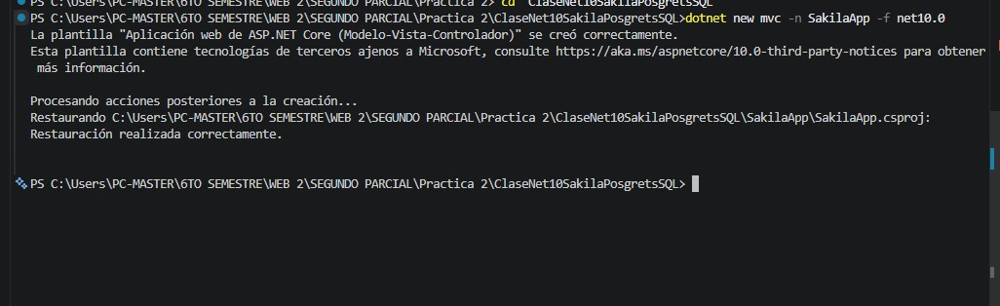 PS C:\Users\PC-MASTER\6TO SEMESTRE\WEB 2\SEGUNDO PARCIAL\Practica 2> cd "ClaseNet10SakilaPosgretsSQL"
PS C:\Users\PC-MASTER\6TO SEMESTRE\WEB 2\SEGUNDO PARCIAL\Practica 2\ClaseNet10SakilaPosgretsSQL>dotnet new mvc -n SakilaApp -f net10.0
La plantilla "Aplicación web de ASP.NET Core (Modelo-Vista-Controlador)" se creó correctamente.
Esta plantilla contiene tecnologías de terceros ajenos a Microsoft, consulte https://aka.ms/aspnetcore/10.0-third-party-notices para obtener
más información.
Procesando acciones posteriores a la creación...
Restaurando C:\Users\PC-MASTER\6TO SEMESTRE\WEB 2\SEGUNDO PARCIAL\Practica 2\ClaseNet10SakilaPosgretsSQL\SakilaApp\SakilaApp.csproj:
Restauración realizada correctamente.
PS C:\Users\PC-MASTER\6TO SEMESTRE\WEB 2\SEGUNDO PARCIAL\Practica 2\ClaseNet10SakilaPosgretsSQL>